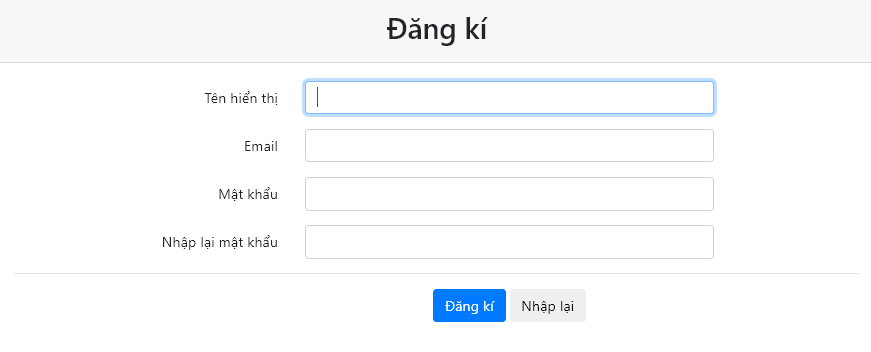 Đăng kí
Tên hiển thị
Email
Mật khẩu
Nhập lại mật khẩu
Đăng kí Nhập lại